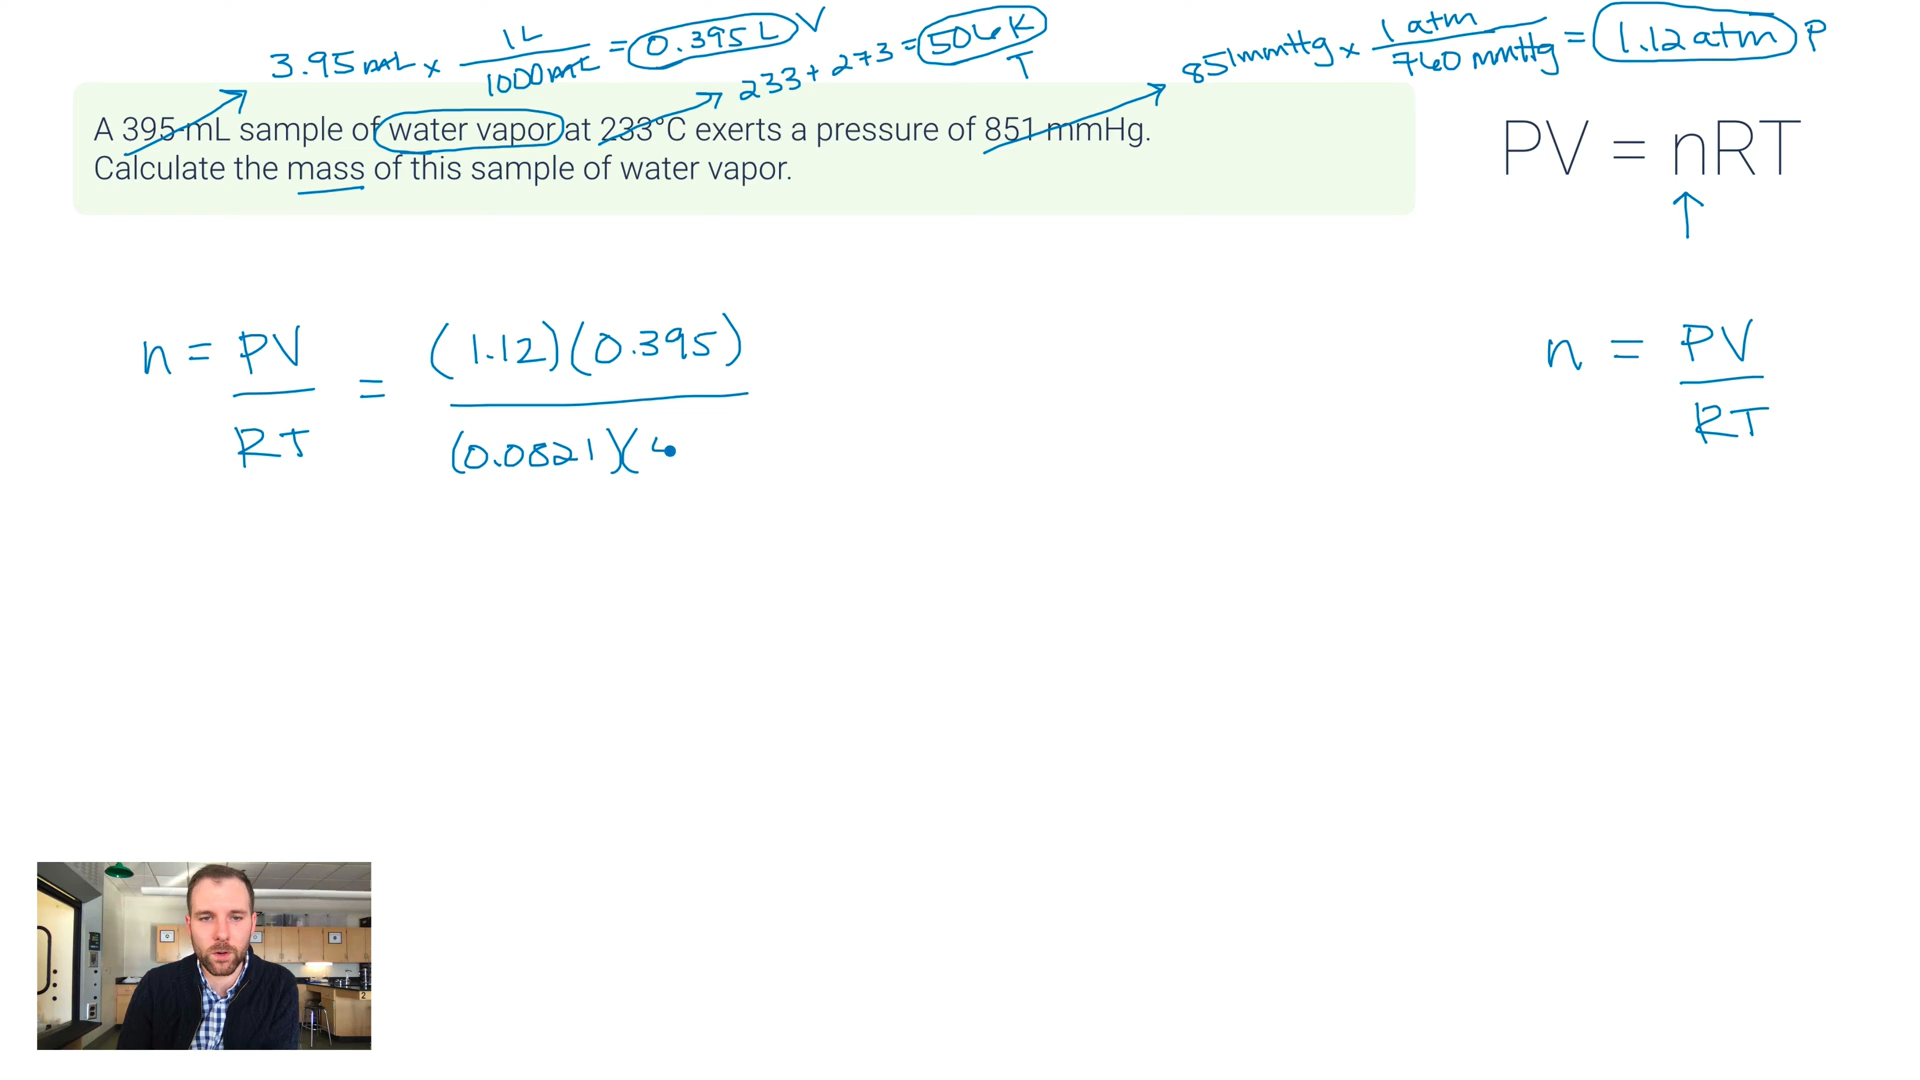 3.95 mL x 1L / 1000 mL = 0.395 L V
233 + 273 = 506 K
T
851 mmHg x 1 atm / 760 mmHg = 1.12 atm P
A 395-mL sample of water vapor at 233°C exerts a pressure of 851 mmHg.
Calculate the mass of this sample of water vapor.
PV = nRT
n = PV / RT = (1.12)(0.395) / (0.0821)(
n = PV / RT
2